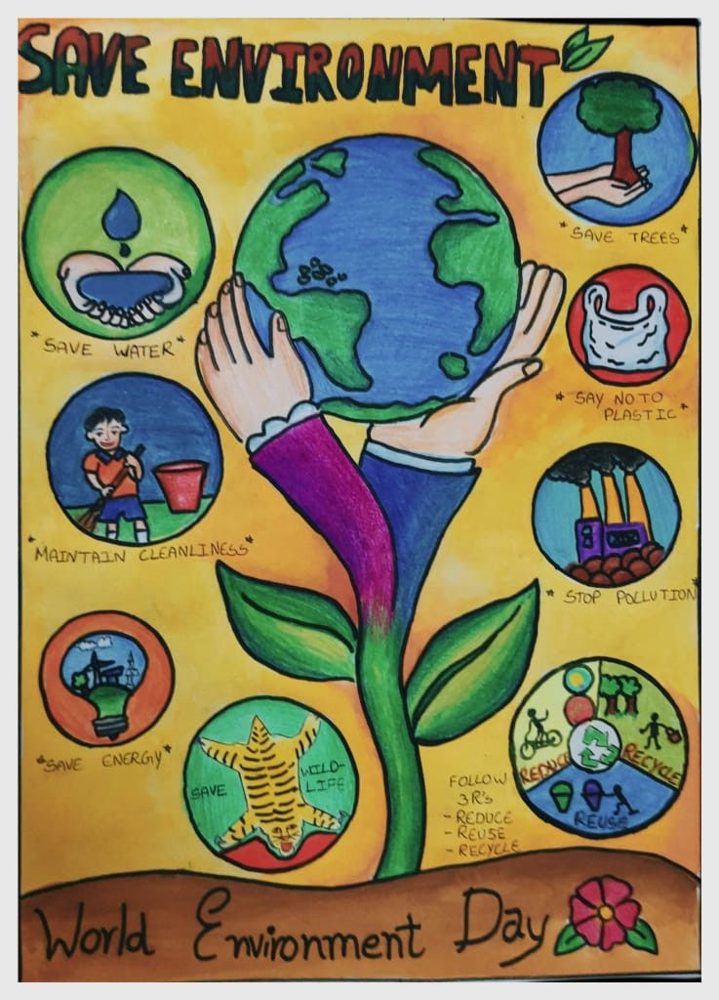 SAVE ENVIRONMENT
*SAVE TREES*
*SAVE WATER*
*SAY NO TO
PLASTIC*
*MAINTAIN CLEANLINESS*
*STOP POLLUTION
*SAVE ENERGY*
SAVE
WILD-
LIFE
FOLLOW
3R's
- REDUCE
- REUSE
- RECYCLE
REDUCE
RECYCLE
REUSE
World Environment Day